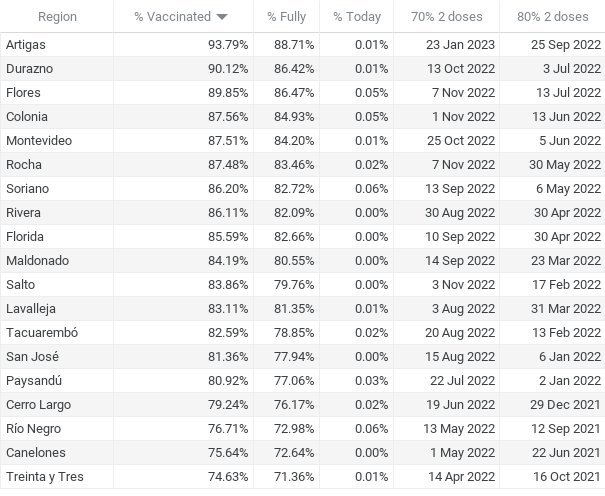 Region % Vaccinated % Fully % Today 70% 2 doses 80% 2 doses
Artigas 93.79% 88.71% 0.01% 23 Jan 2023 25 Sep 2022
Durazno 90.12% 86.42% 0.01% 13 Oct 2022 3 Jul 2022
Flores 89.85% 86.47% 0.05% 7 Nov 2022 13 Jul 2022
Colonia 87.56% 84.93% 0.05% 1 Nov 2022 13 Jun 2022
Montevideo 87.51% 84.20% 0.01% 25 Oct 2022 5 Jun 2022
Rocha 87.48% 83.46% 0.02% 7 Nov 2022 30 May 2022
Soriano 86.20% 82.72% 0.06% 13 Sep 2022 6 May 2022
Rivera 86.11% 82.09% 0.00% 30 Aug 2022 30 Apr 2022
Florida 85.59% 82.66% 0.00% 10 Sep 2022 30 Apr 2022
Maldonado 84.19% 80.55% 0.00% 14 Sep 2022 23 Mar 2022
Salto 83.86% 79.76% 0.00% 3 Nov 2022 17 Feb 2022
Lavalleja 83.11% 81.35% 0.01% 3 Aug 2022 31 Mar 2022
Tacuarembó 82.59% 78.85% 0.02% 20 Aug 2022 13 Feb 2022
San José 81.36% 77.94% 0.00% 15 Aug 2022 6 Jan 2022
Paysandú 80.92% 77.06% 0.03% 22 Jul 2022 2 Jan 2022
Cerro Largo 79.24% 76.17% 0.02% 19 Jun 2022 29 Dec 2021
Río Negro 76.71% 72.98% 0.06% 13 May 2022 12 Sep 2021
Canelones 75.64% 72.64% 0.00% 1 May 2022 22 Jun 2021
Treinta y Tres 74.63% 71.36% 0.01% 14 Apr 2022 16 Oct 2021